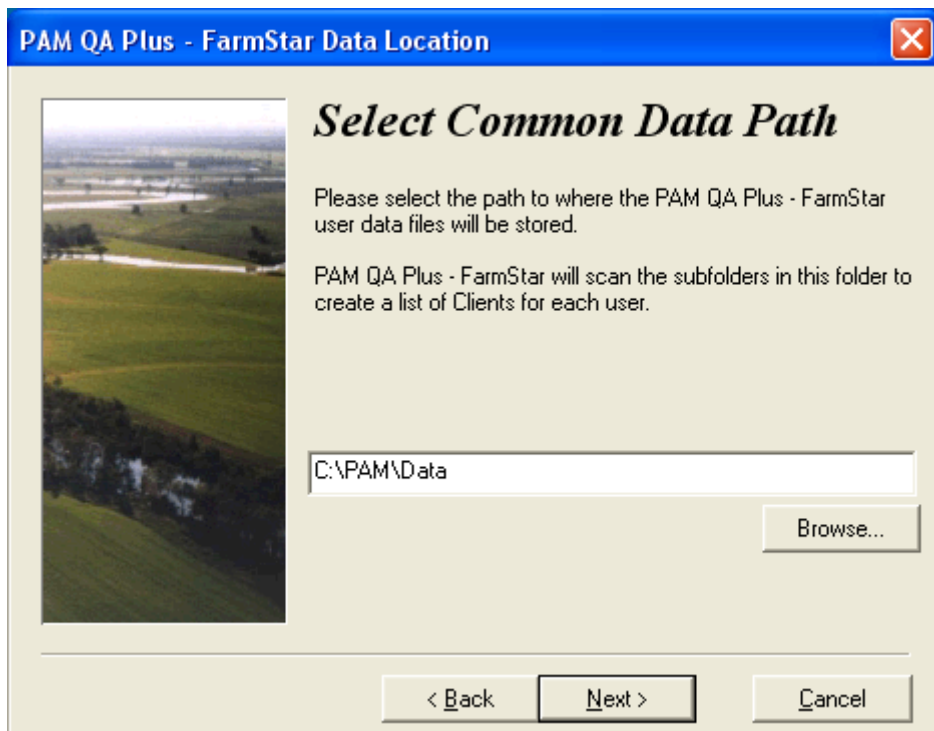 PAM QA Plus - FarmStar Data Location
Select Common Data Path
Please select the path to where the PAM QA Plus - FarmStar
user data files will be stored.
PAM QA Plus - FarmStar will scan the subfolders in this folder to
create a list of Clients for each user.
C:\PAM\Data
Browse...
< Back
Next >
Cancel